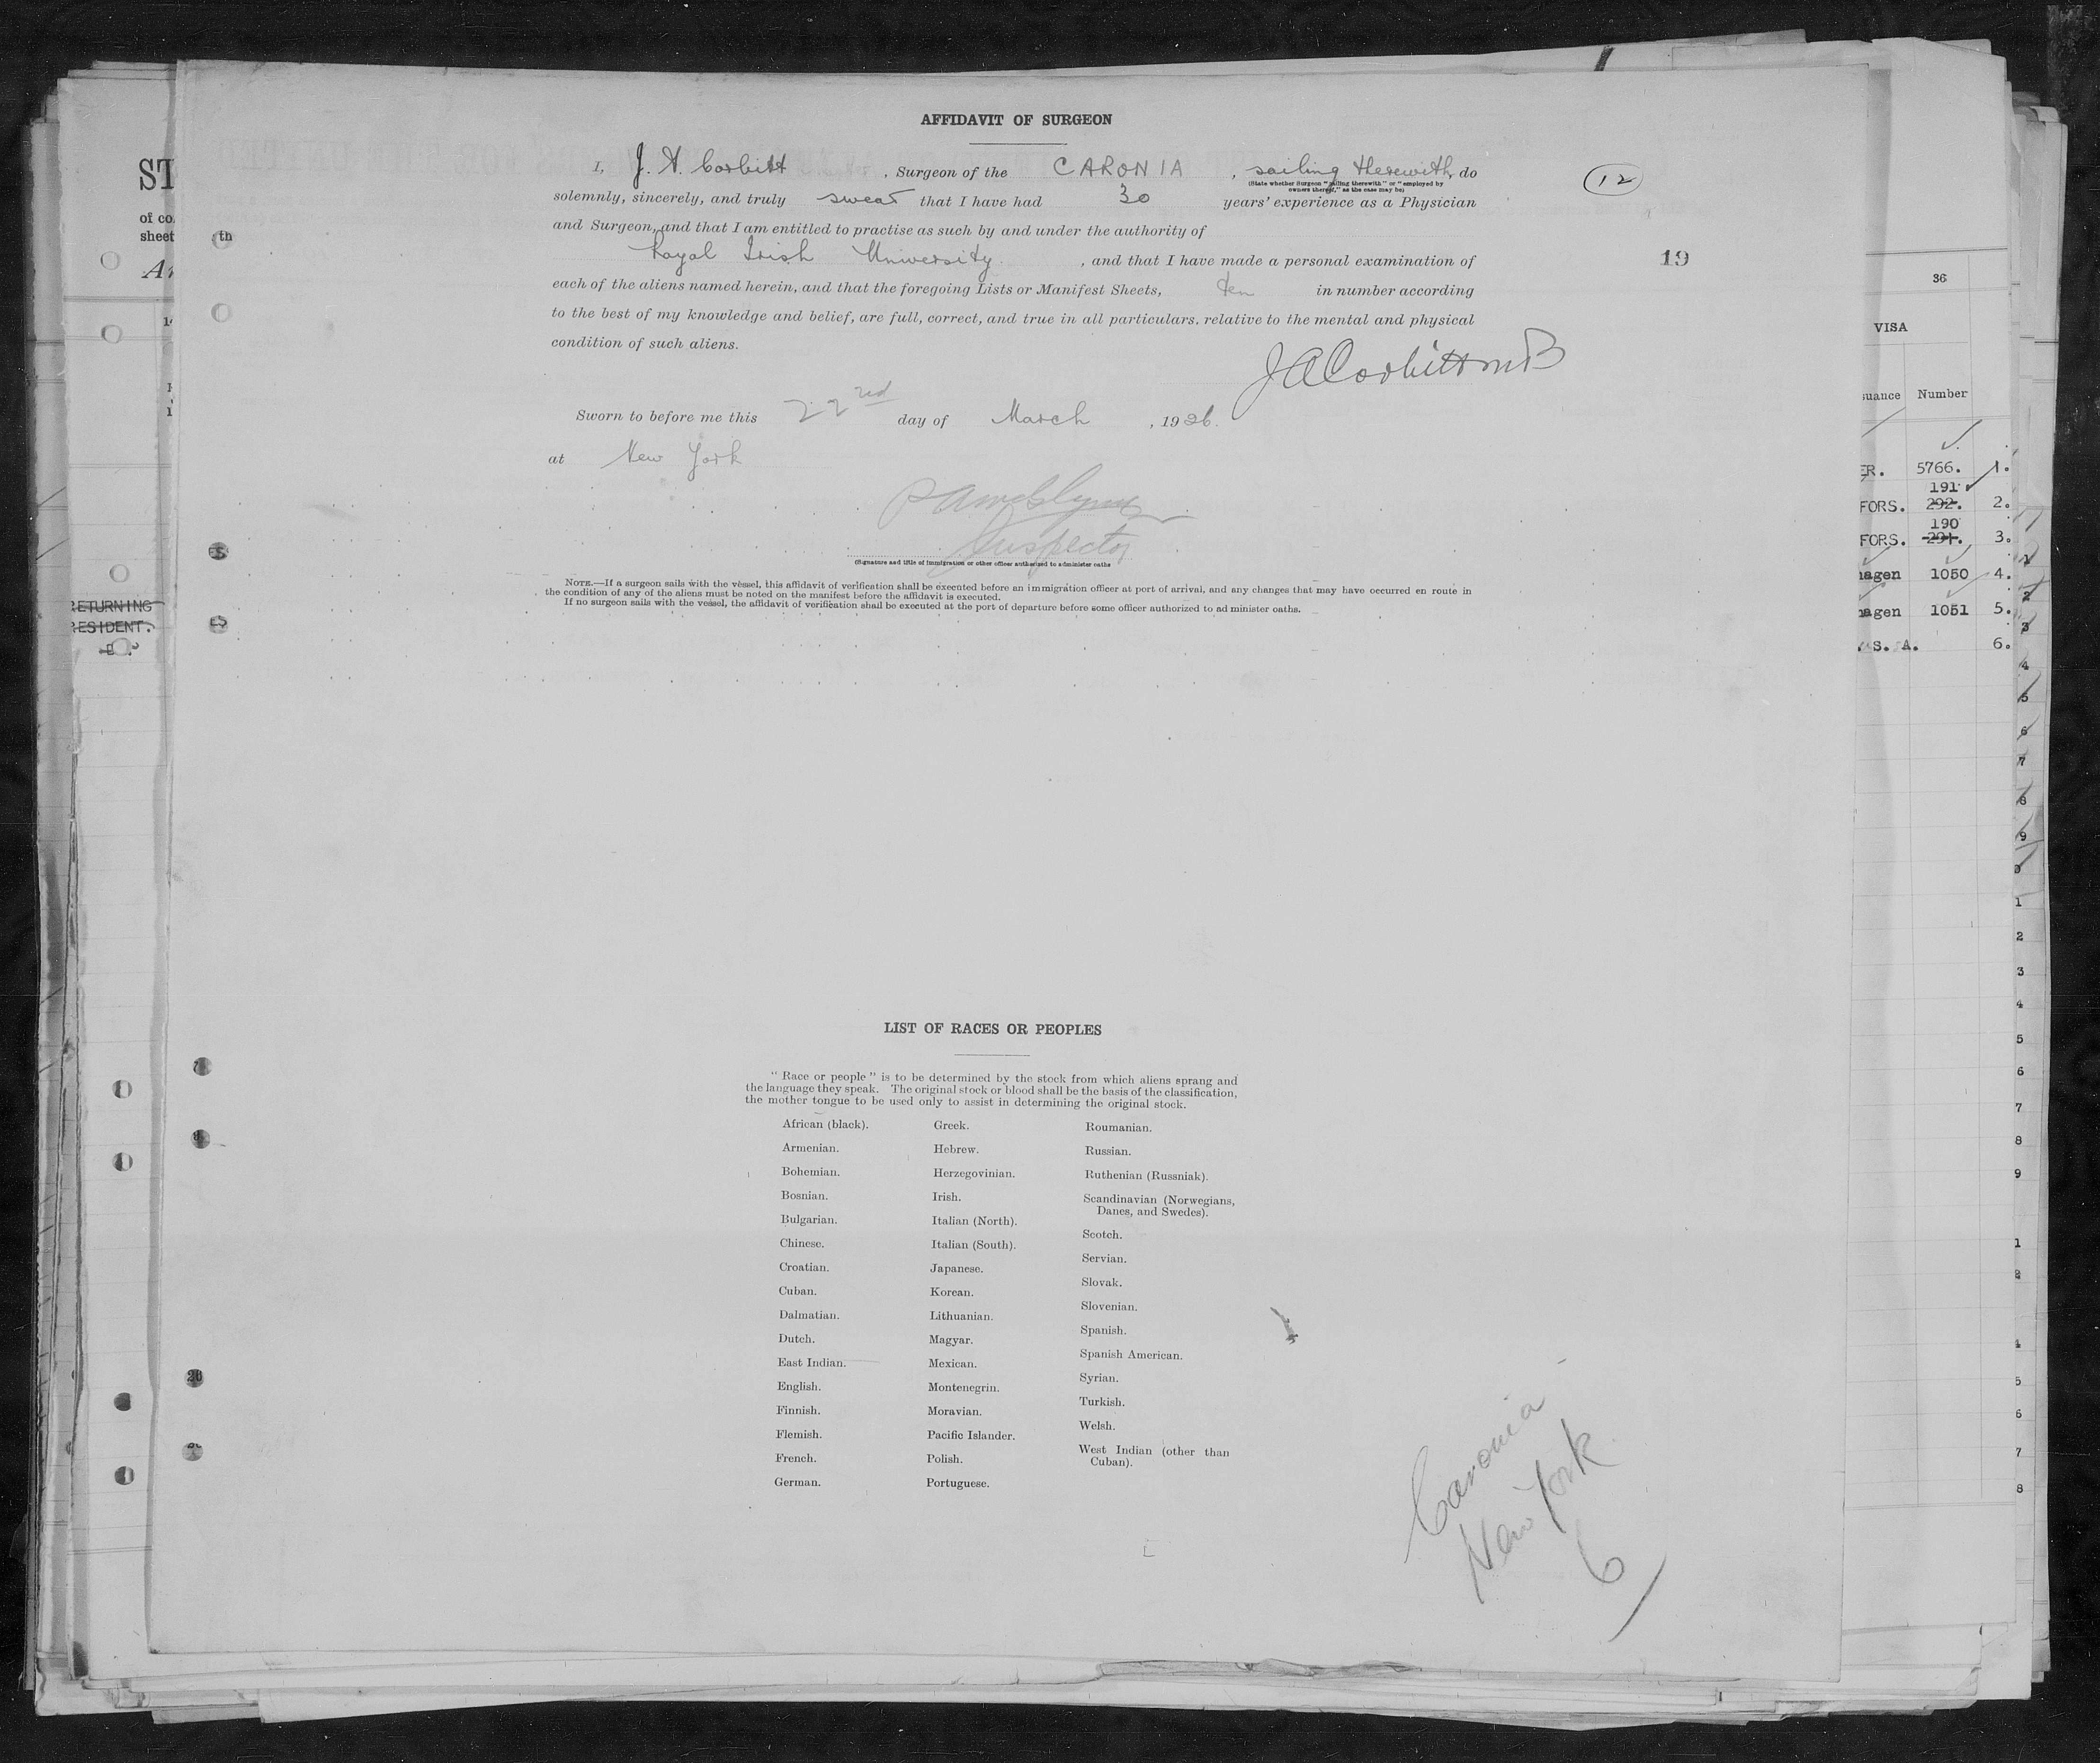 AFFIDAVIT OF SURGEON
I, J. A. Corbitt, Surgeon of the CARONIA, sailing therewith, do
(State whether Surgeon "sailing therewith" or "employed by
owners thereof," as the case may be)
solemnly, sincerely, and truly swear that I have had 30 years' experience as a Physician
and Surgeon, and that I am entitled to practise as such by and under the authority of
Royal Irish University, and that I have made a personal examination of
each of the aliens named herein, and that the foregoing Lists or Manifest Sheets, ten in number according
to the best of my knowledge and belief, are full, correct, and true in all particulars, relative to the mental and physical
condition of such aliens.
J A Corbitt MB
Sworn to before me this 22nd day of March, 1926.
at New York
Inspector
(Signature and title of immigration or other officer authorized to administer oaths
NOTE.—If a surgeon sails with the vessel, this affidavit of verification shall be executed before an immigration officer at port of arrival, and any changes that may have occurred en route in
the condition of any of the aliens must be noted on the manifest before the affidavit is executed.
If no surgeon sails with the vessel, the affidavit of verification shall be executed at the port of departure before some officer authorized to ad minister oaths.
12
19
LIST OF RACES OR PEOPLES
"Race or people" is to be determined by the stock from which aliens sprang and
the language they speak. The original stock or blood shall be the basis of the classification,
the mother tongue to be used only to assist in determining the original stock.
African (black).
Armenian.
Bohemian.
Bosnian.
Bulgarian.
Chinese.
Croatian.
Cuban.
Dalmatian.
Dutch.
East Indian.
English.
Finnish.
Flemish.
French.
German.
Greek.
Hebrew.
Herzegovinian.
Irish.
Italian (North).
Italian (South).
Japanese.
Korean.
Lithuanian.
Magyar.
Mexican.
Montenegrin.
Moravian.
Pacific Islander.
Polish.
Portuguese.
Roumanian.
Russian.
Ruthenian (Russniak).
Scandinavian (Norwegians,
Danes, and Swedes).
Scotch.
Servian.
Slovak.
Slovenian.
Spanish.
Spanish American.
Syrian.
Turkish.
Welsh.
West Indian (other than
Cuban).
Caronia
New York
6
ST
of co
sheet
th
ETURNING
ESIDENT.
36
VISA
uance Number
ER. 5766. 1.
191
FORS. 292. 2.
190
FORS. 291. 3.
hagen 1050 4.
hagen 1051 5.
S. A. 6.